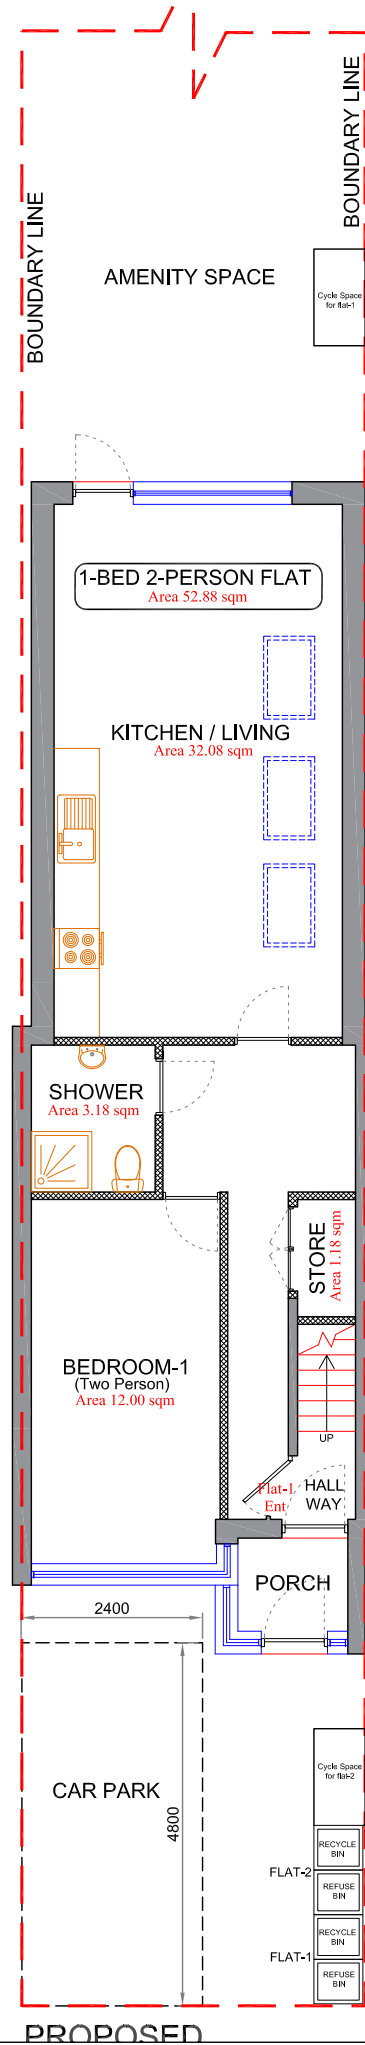 BOUNDARY LINE
BOUNDARY LINE
AMENITY SPACE
Cycle Space
for flat-1
1-BED 2-PERSON FLAT
Area 52.88 sqm
KITCHEN / LIVING
Area 32.08 sqm
SHOWER
Area 3.18 sqm
STORE
Area 1.18 sqm
BEDROOM-1
(Two Person)
Area 12.00 sqm
UP
Flat-1
Ent
HALL
WAY
PORCH
2400
Cycle Space
for flat-2
CAR PARK
4800
RECYCLE
BIN
FLAT-2
REFUSE
BIN
RECYCLE
BIN
FLAT-1
REFUSE
BIN
PROPOSED